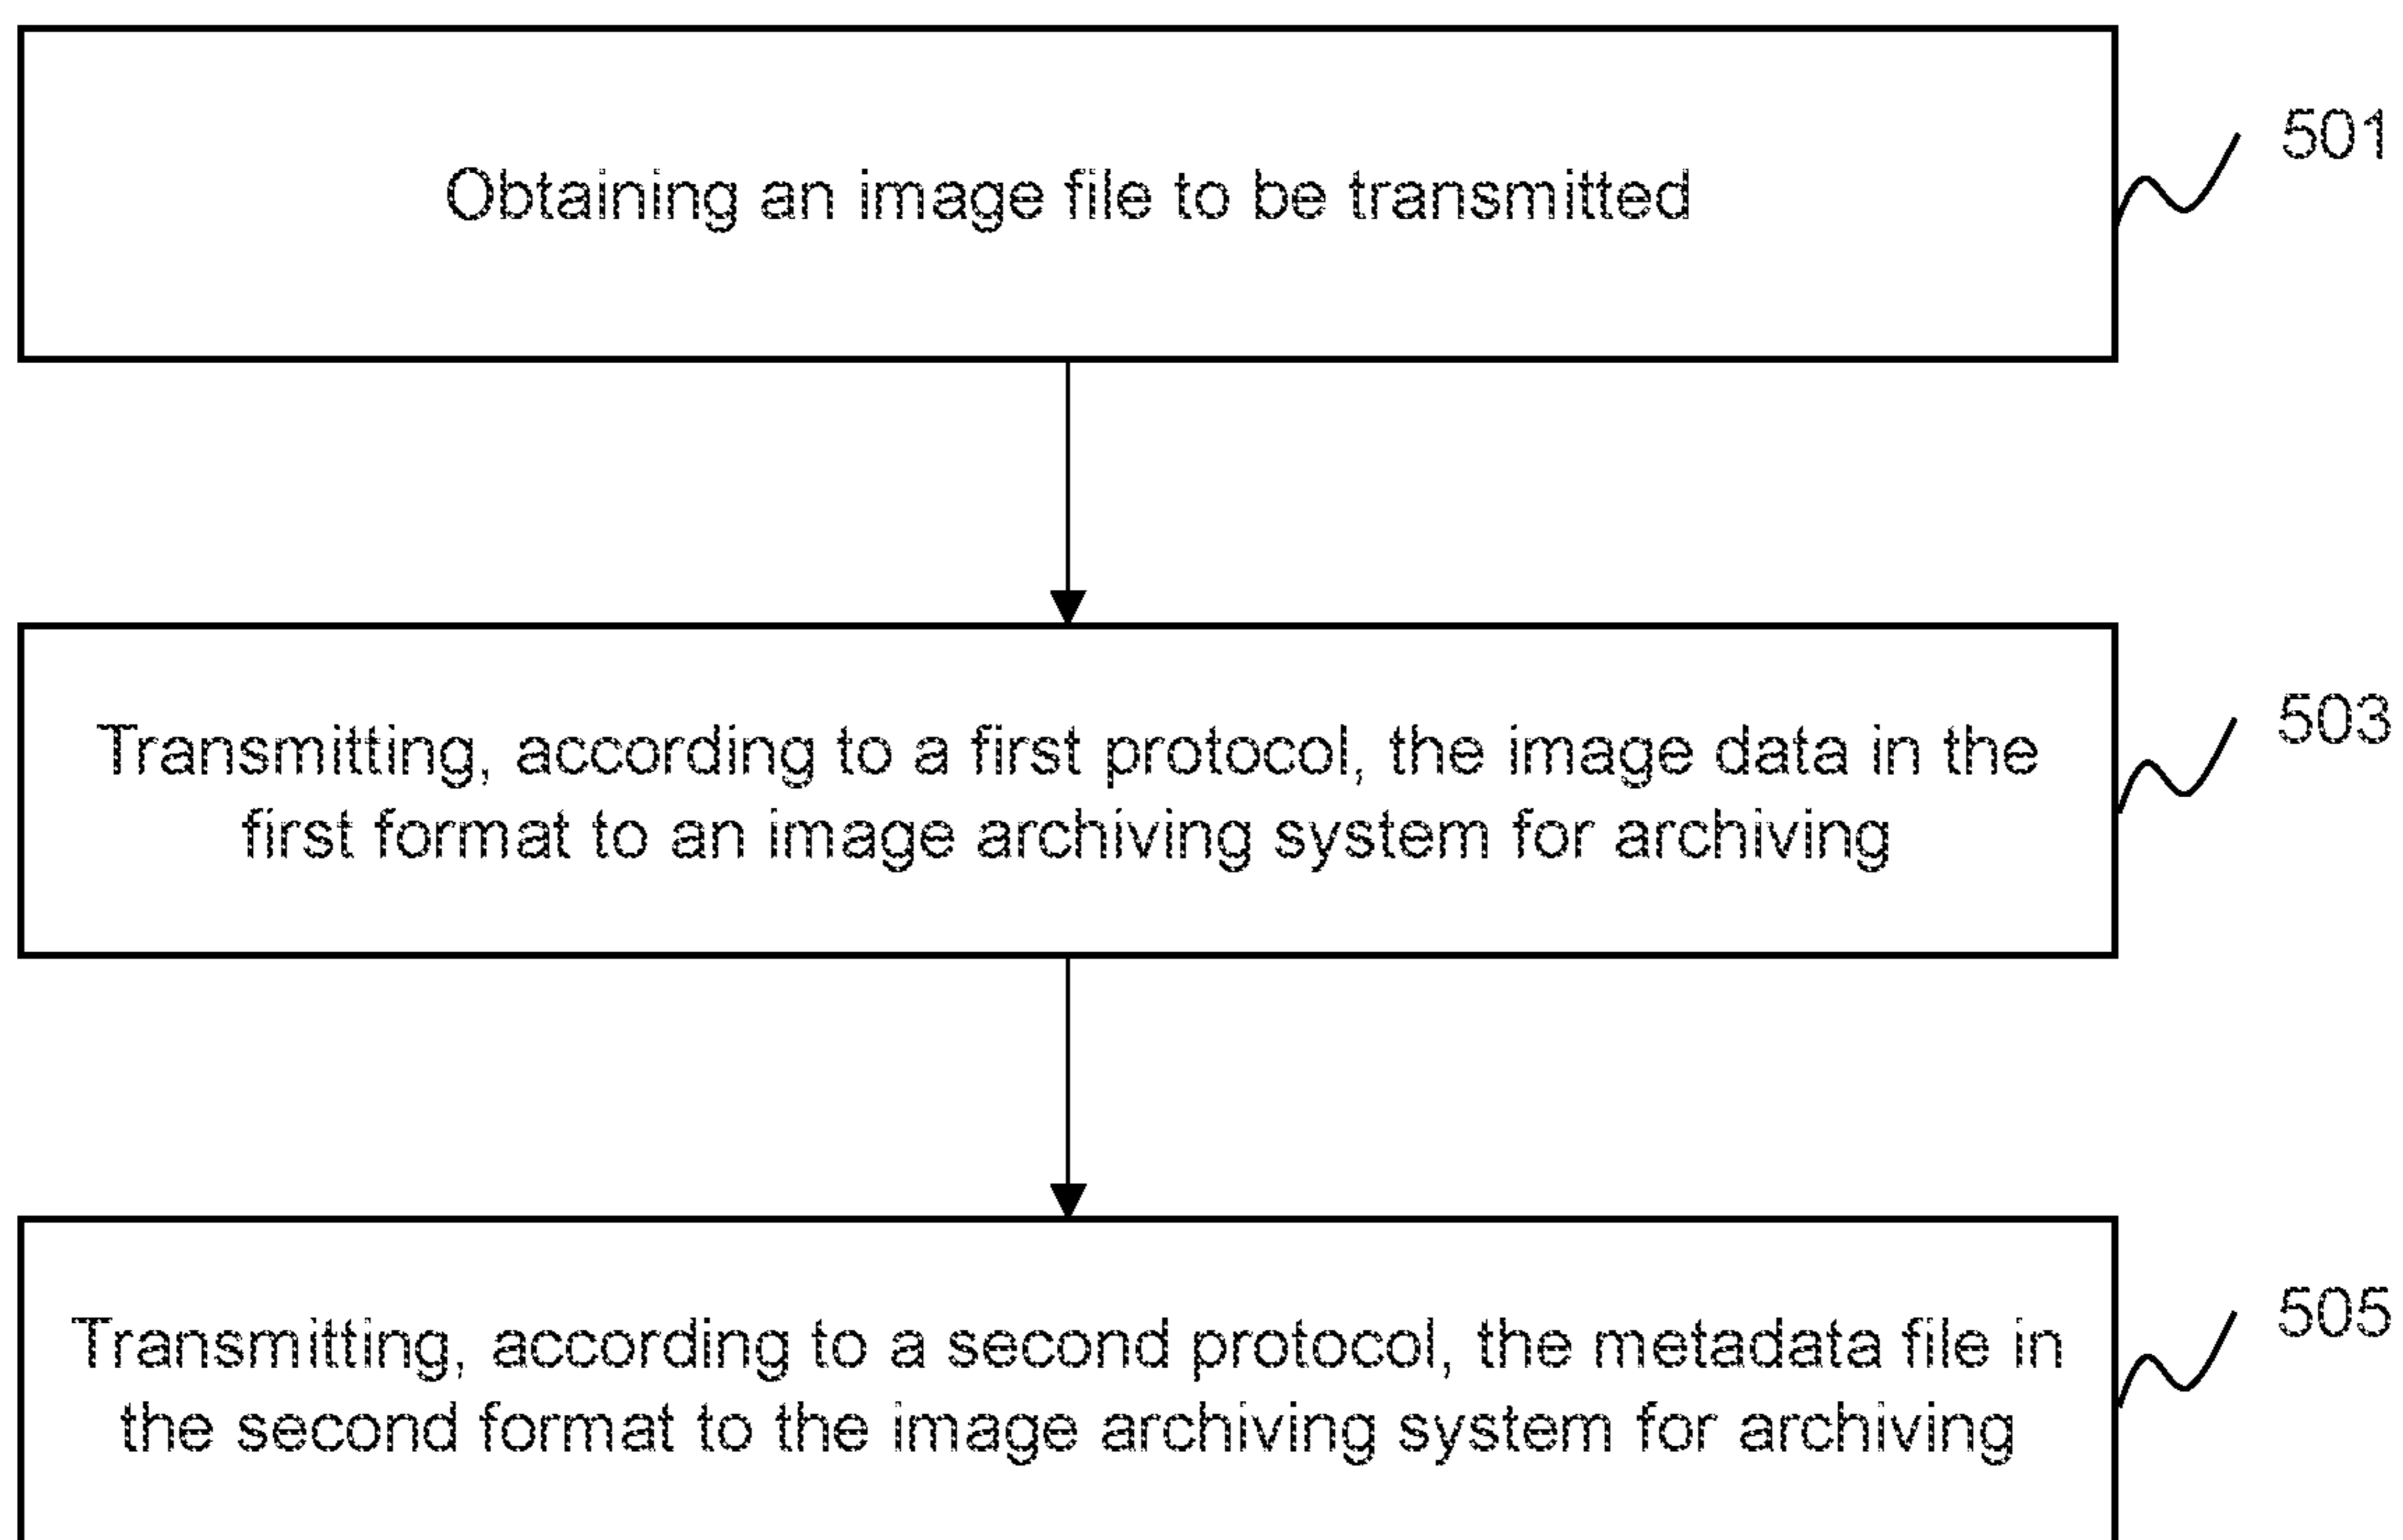 Obtaining an image file to be transmitted
501
Transmitting, according to a first protocol, the image data in the
first format to an image archiving system for archiving
503
Transmitting, according to a second protocol, the metadata file in
the second format to the image archiving system for archiving
505